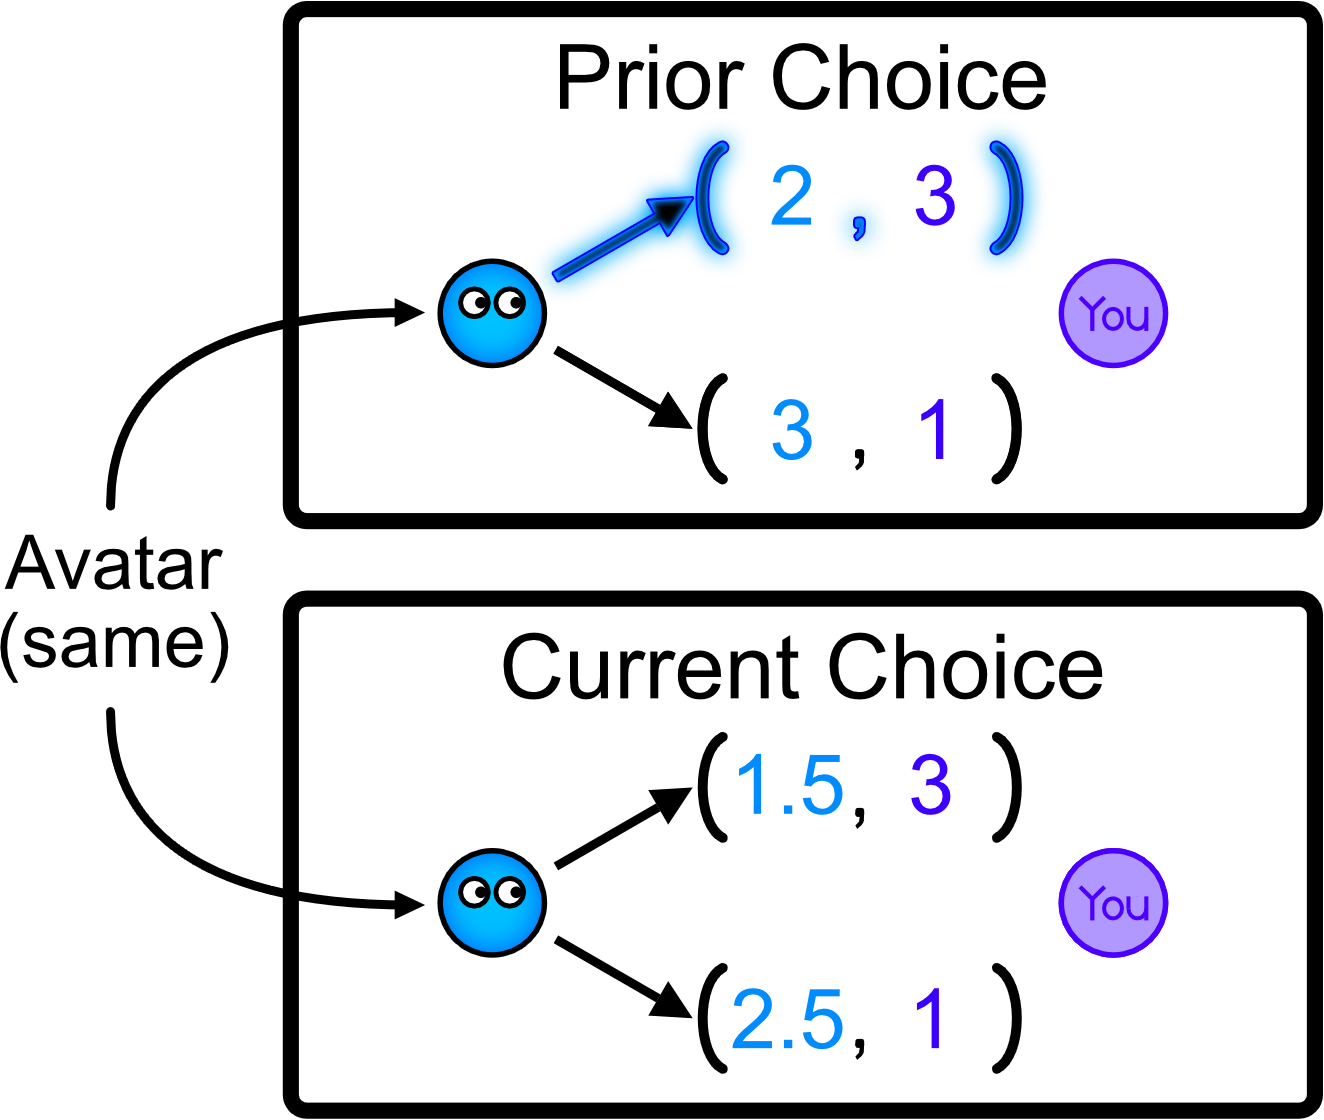 Prior Choice
( 2 , 3 )
You
( 3 , 1 )
Avatar
(same)
Current Choice
(1.5, 3 )
You
(2.5, 1 )